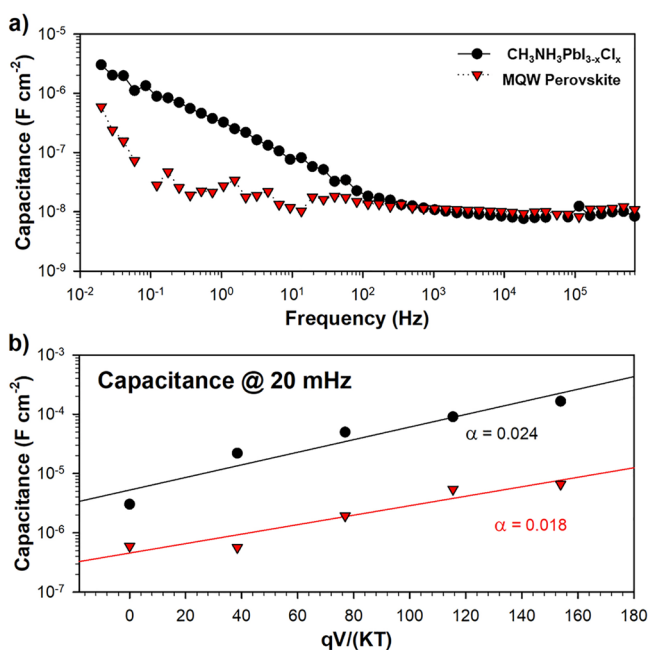 a)
Capacitance (F cm⁻²)
10⁻⁵
10⁻⁶
10⁻⁷
10⁻⁸
10⁻⁹
CH₃NH₃PbI₃₋ₓClₓ
MQW Perovskite
10⁻² 10⁻¹ 10⁰ 10¹ 10² 10³ 10⁴ 10⁵
Frequency (Hz)
b)
Capacitance (F cm⁻²)
10⁻³
10⁻⁴
10⁻⁵
10⁻⁶
10⁻⁷
Capacitance @ 20 mHz
α = 0.024
α = 0.018
0 20 40 60 80 100 120 140 160 180
qV/(KT)